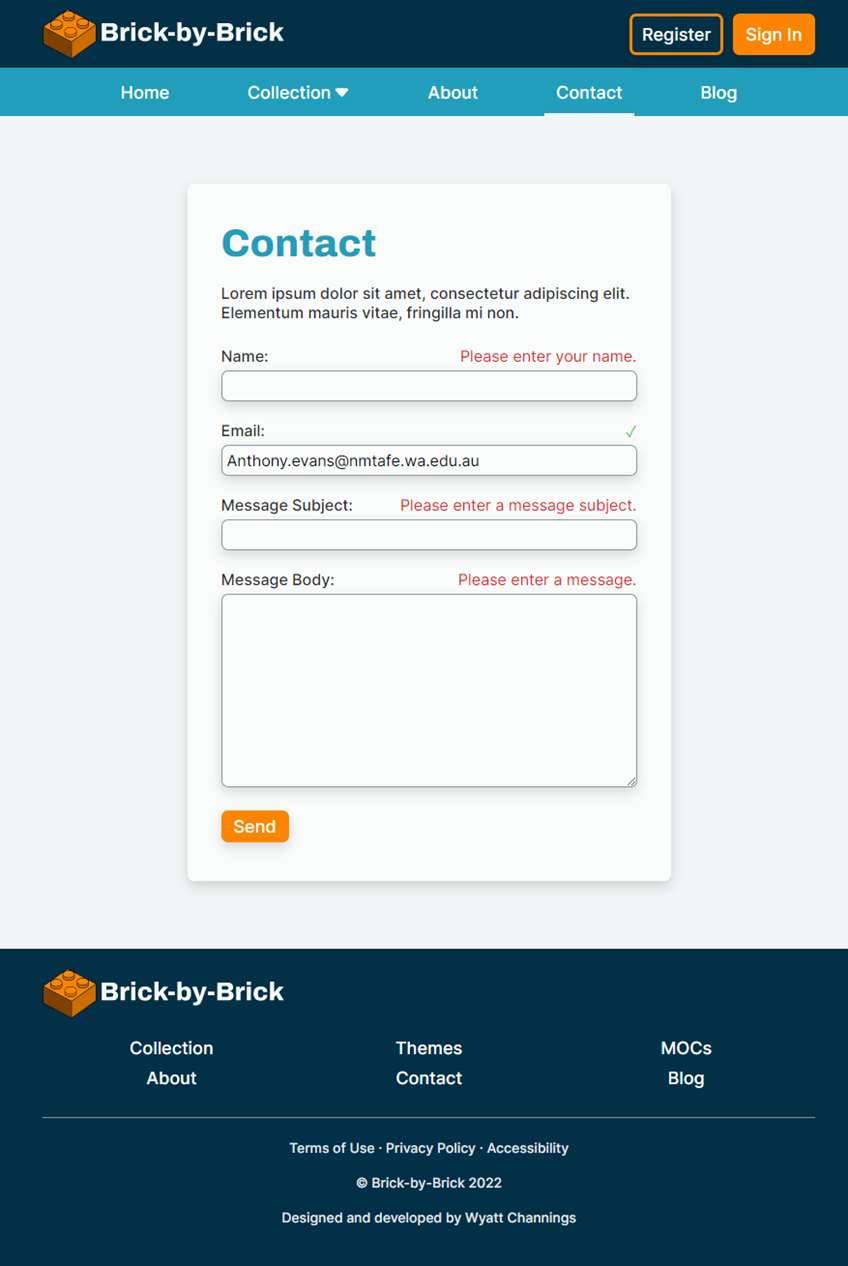 Brick-by-Brick
Register
Sign In
Home
Collection
About
Contact
Blog
Contact
Lorem ipsum dolor sit amet, consectetur adipiscing elit.
Elementum mauris vitae, fringilla mi non.
Name:
Please enter your name.
Email:
✓
Anthony.evans@nmtafe.wa.edu.au
Message Subject:
Please enter a message subject.
Message Body:
Please enter a message.
Send
Brick-by-Brick
Collection
Themes
MOCs
About
Contact
Blog
Terms of Use · Privacy Policy · Accessibility
© Brick-by-Brick 2022
Designed and developed by Wyatt Channings